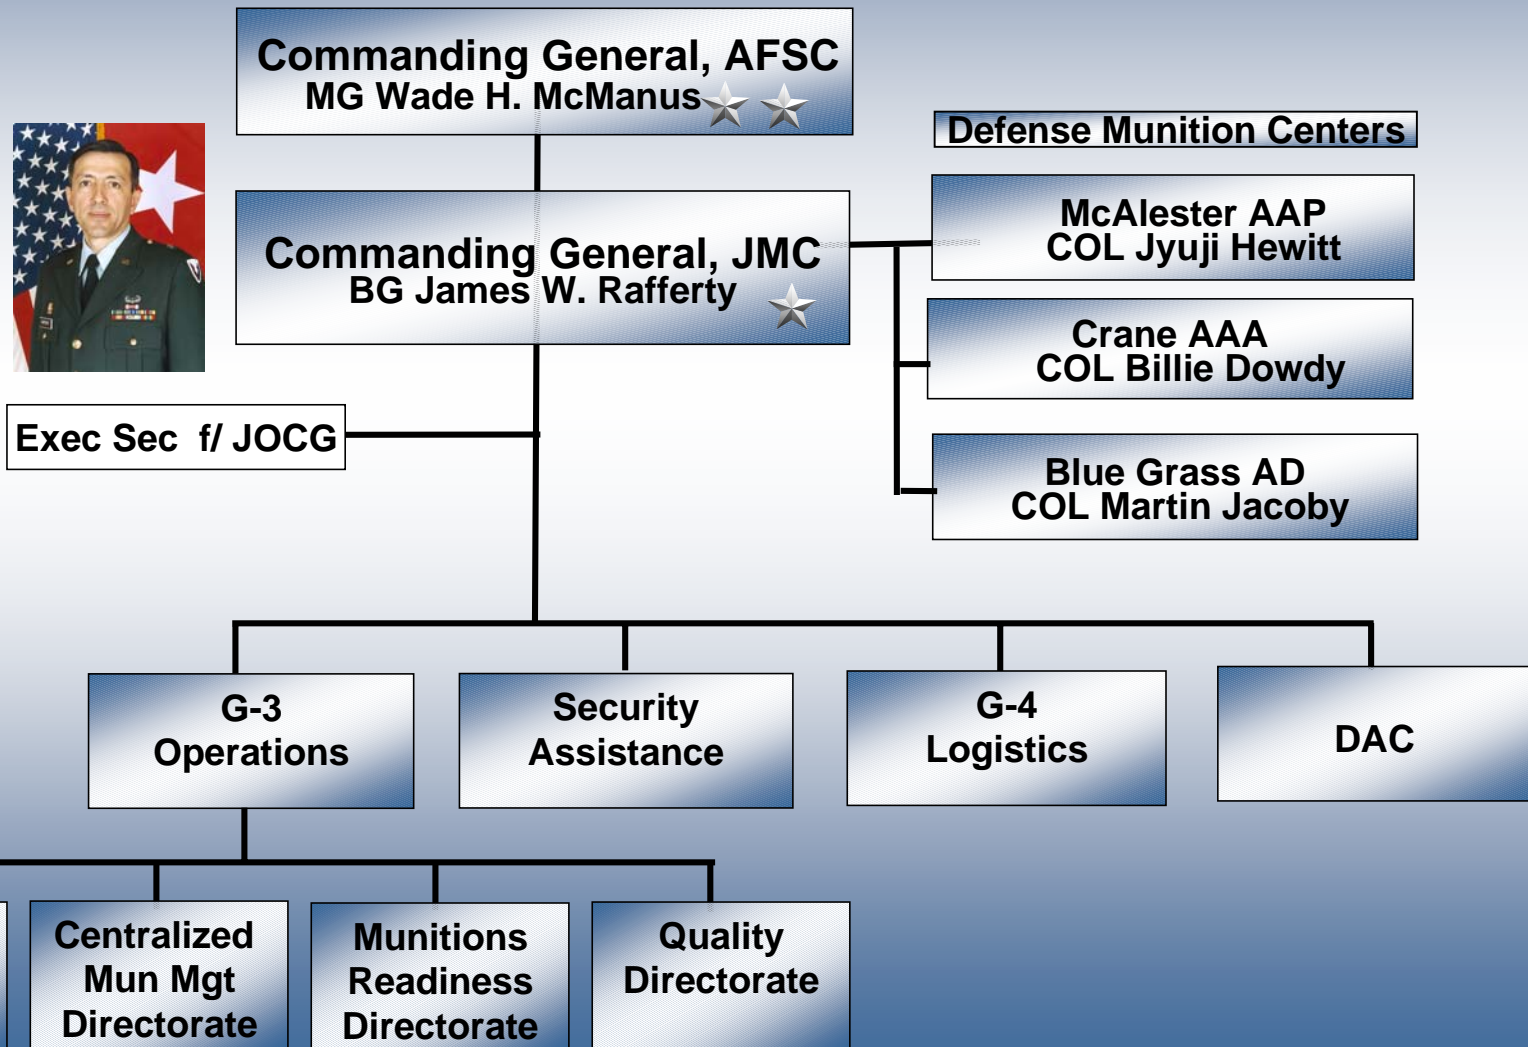 Commanding General, AFSC
MG Wade H. McManus
Defense Munition Centers
McAlester AAP
COL Jyuji Hewitt
Commanding General, JMC
BG James W. Rafferty
Crane AAA
COL Billie Dowdy
Exec Sec f/ JOCG
Blue Grass AD
COL Martin Jacoby
G-3
Operations
Security
Assistance
G-4
Logistics
DAC
Centralized
Mun Mgt
Directorate
Munitions
Readiness
Directorate
Quality
Directorate